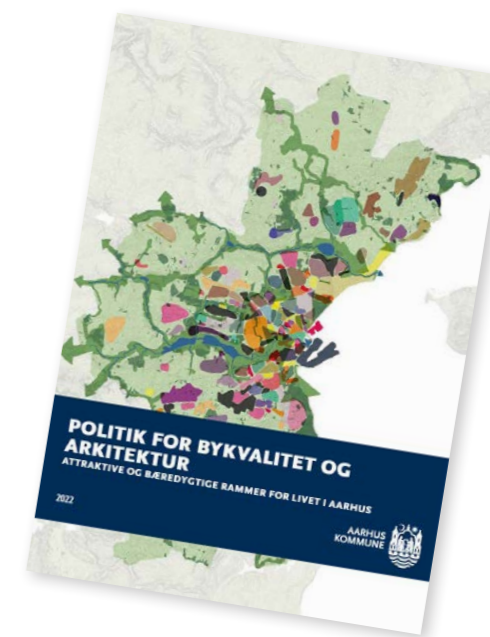 POLITIK FOR BYKVALITET OG
ARKITEKTUR
ATTRAKTIVE OG BÆREDYGTIGE RAMMER FOR LIVET I AARHUS
2022
AARHUS
KOMMUNE